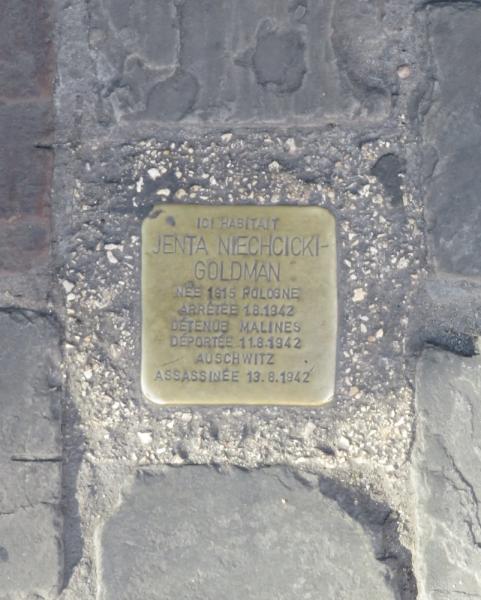 ICI HABITAIT
JENTA NIECHCICKI-
GOLDMAN
NÉE 1615 POLOGNE
ARRÊTÉE 1.8.1942
DÉTENUE MALINES
DÉPORTÉE 11.8.1942
AUSCHWITZ
ASSASSINÉE 13.8.1942